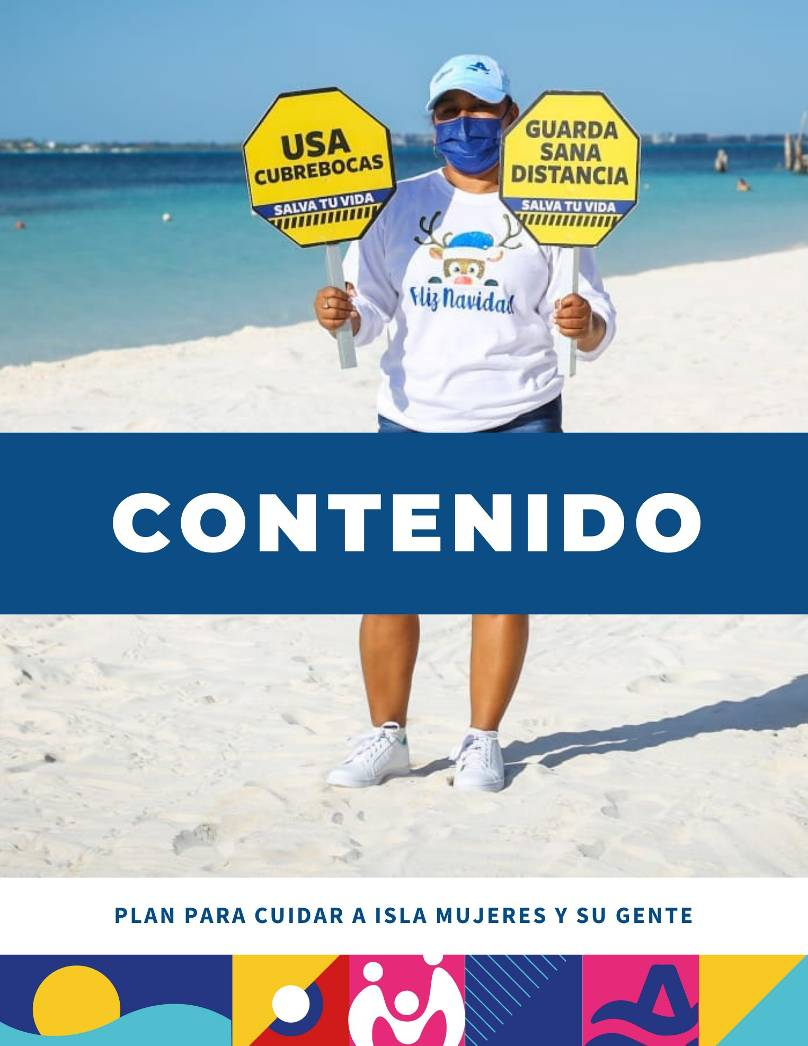 USA
CUBREBOCAS
SALVA TU VIDA
GUARDA
SANA
DISTANCIA
SALVA TU VIDA
Feliz Navidad
CONTENIDO
PLAN PARA CUIDAR A ISLA MUJERES Y SU GENTE